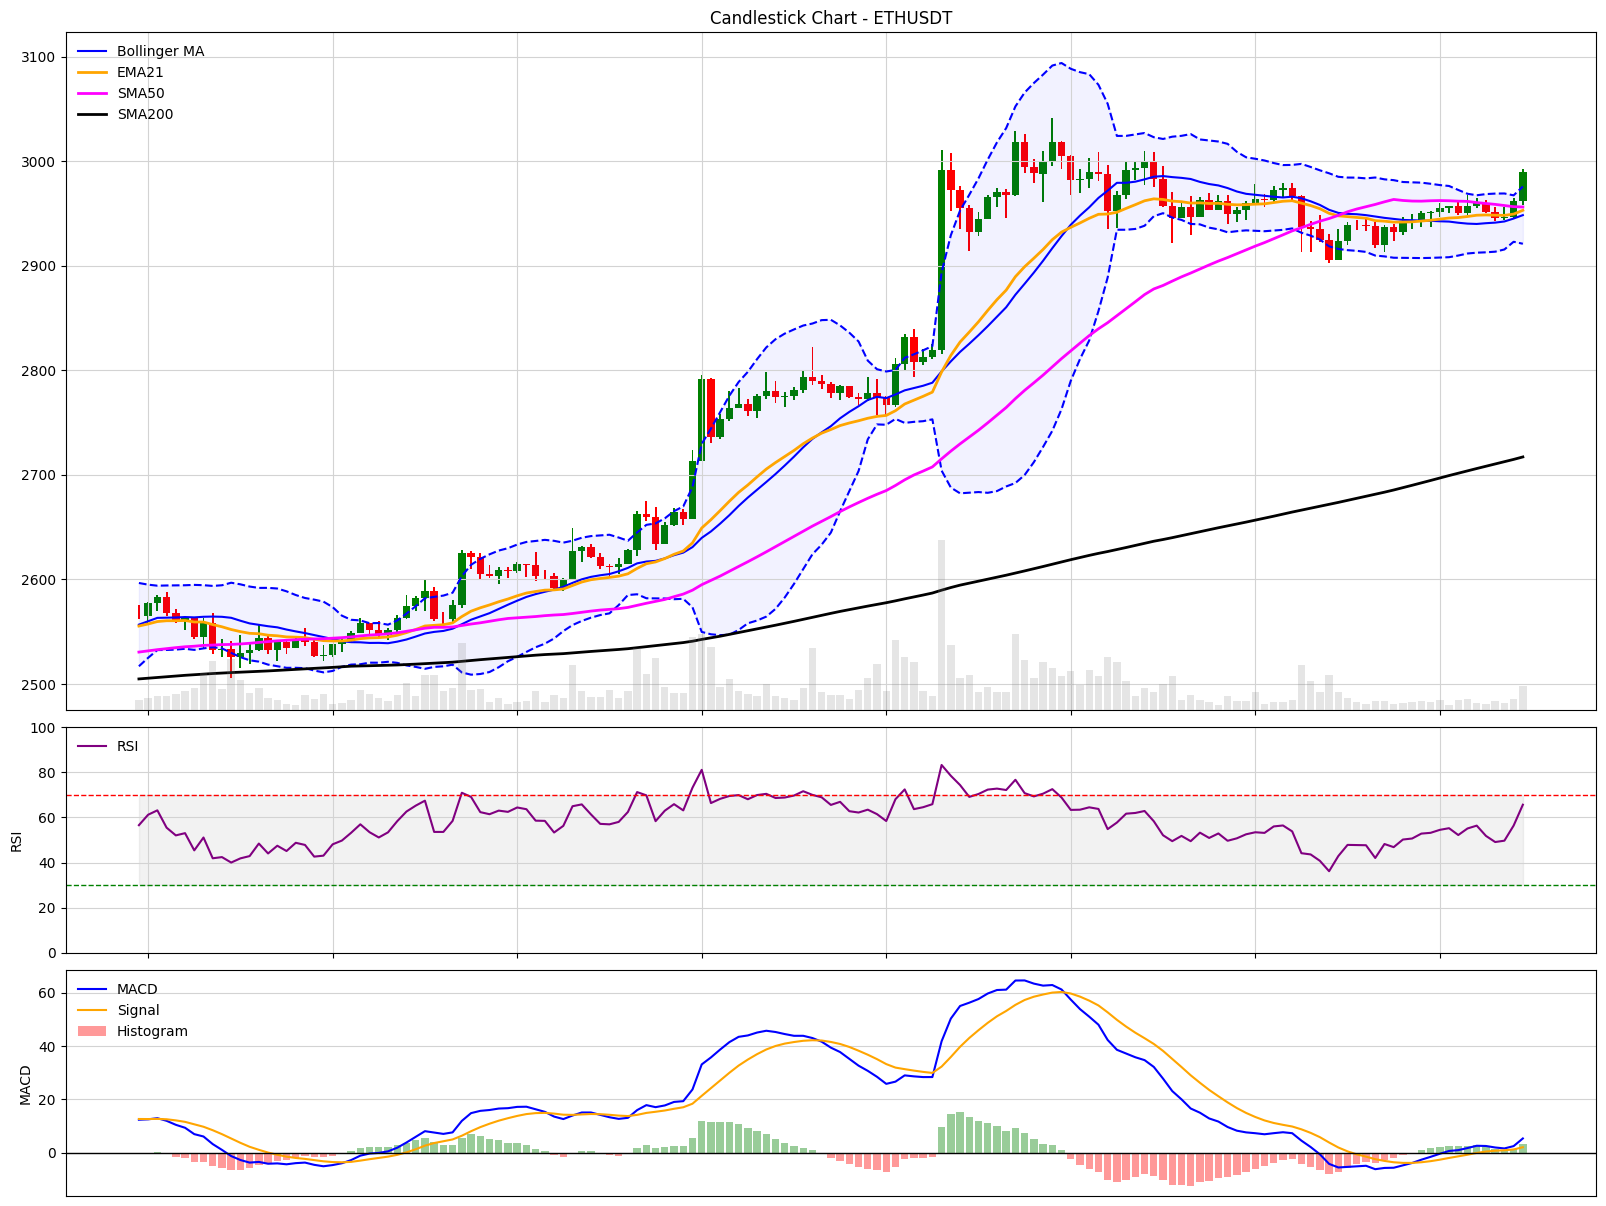 Candlestick Chart - ETHUSDT
Bollinger MA
EMA21
SMA50
SMA200
3100
3000
2900
2800
2700
2600
2500
RSI
100
80
60
40
20
0
RSI
MACD
Signal
Histogram
60
40
20
0
MACD